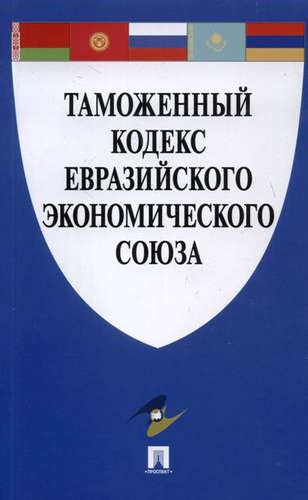 ТАМОЖЕННЫЙ
КОДЕКС
ЕВРАЗИЙСКОГО
ЭКОНОМИЧЕСКОГО
СОЮЗА
ПРОСПЕКТ